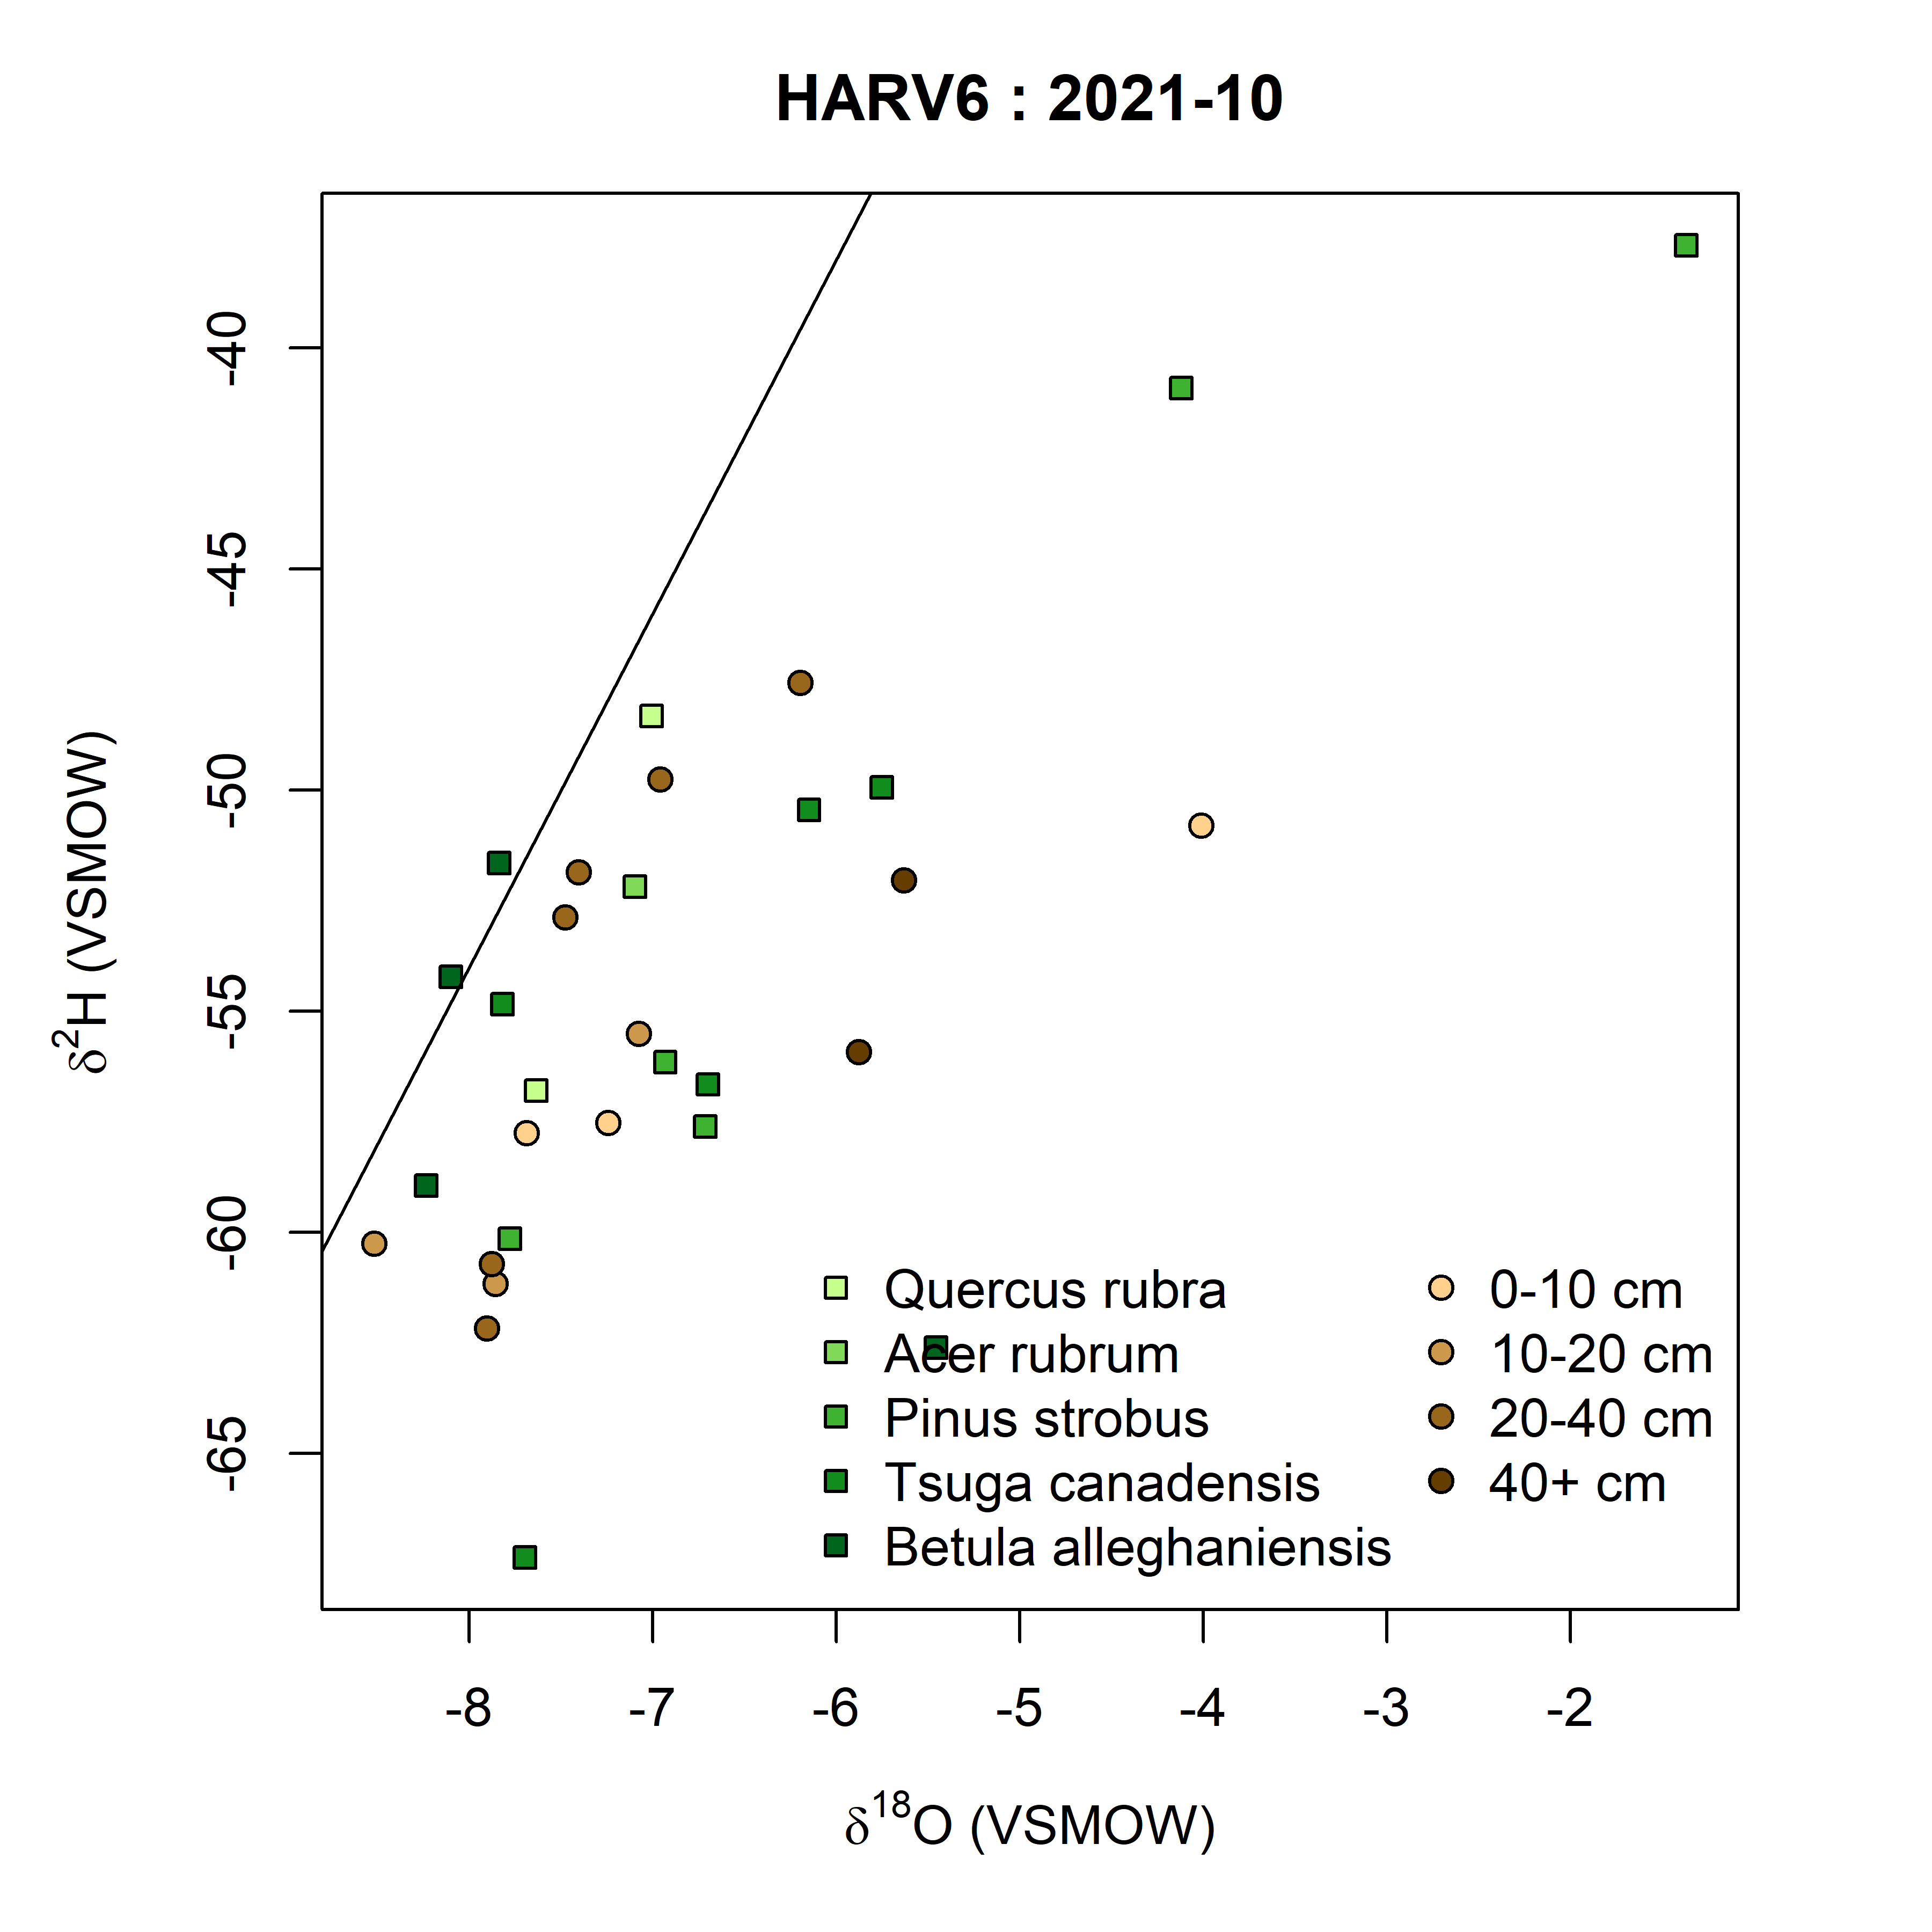 HARV6 : 2021-10
δ²H (VSMOW)
-40
-45
-50
-55
-60
-65
Quercus rubra
Acer rubrum
Pinus strobus
Tsuga canadensis
Betula alleghaniensis
0-10 cm
10-20 cm
20-40 cm
40+ cm
-8 -7 -6 -5 -4 -3 -2
δ¹⁸O (VSMOW)